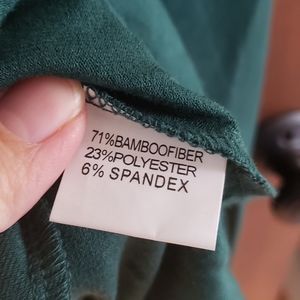 71%BAMBOOFIBER
23%POLYESTER
6% SPANDEX